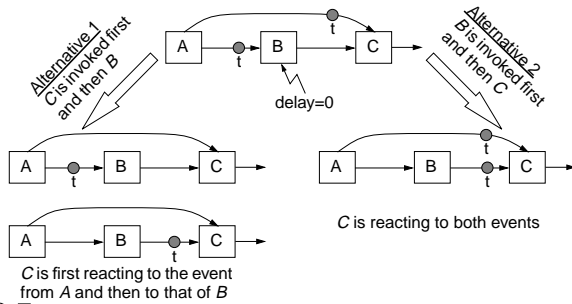 Alternative 1
C is invoked first
and then B
A
t
B
t
C
delay=0
Alternative 2
B is invoked first
and then C
A
t
B
C
A
B
t
C
C is first reacting to the event
from A and then to that of B
A
B
t
t
C
C is reacting to both events